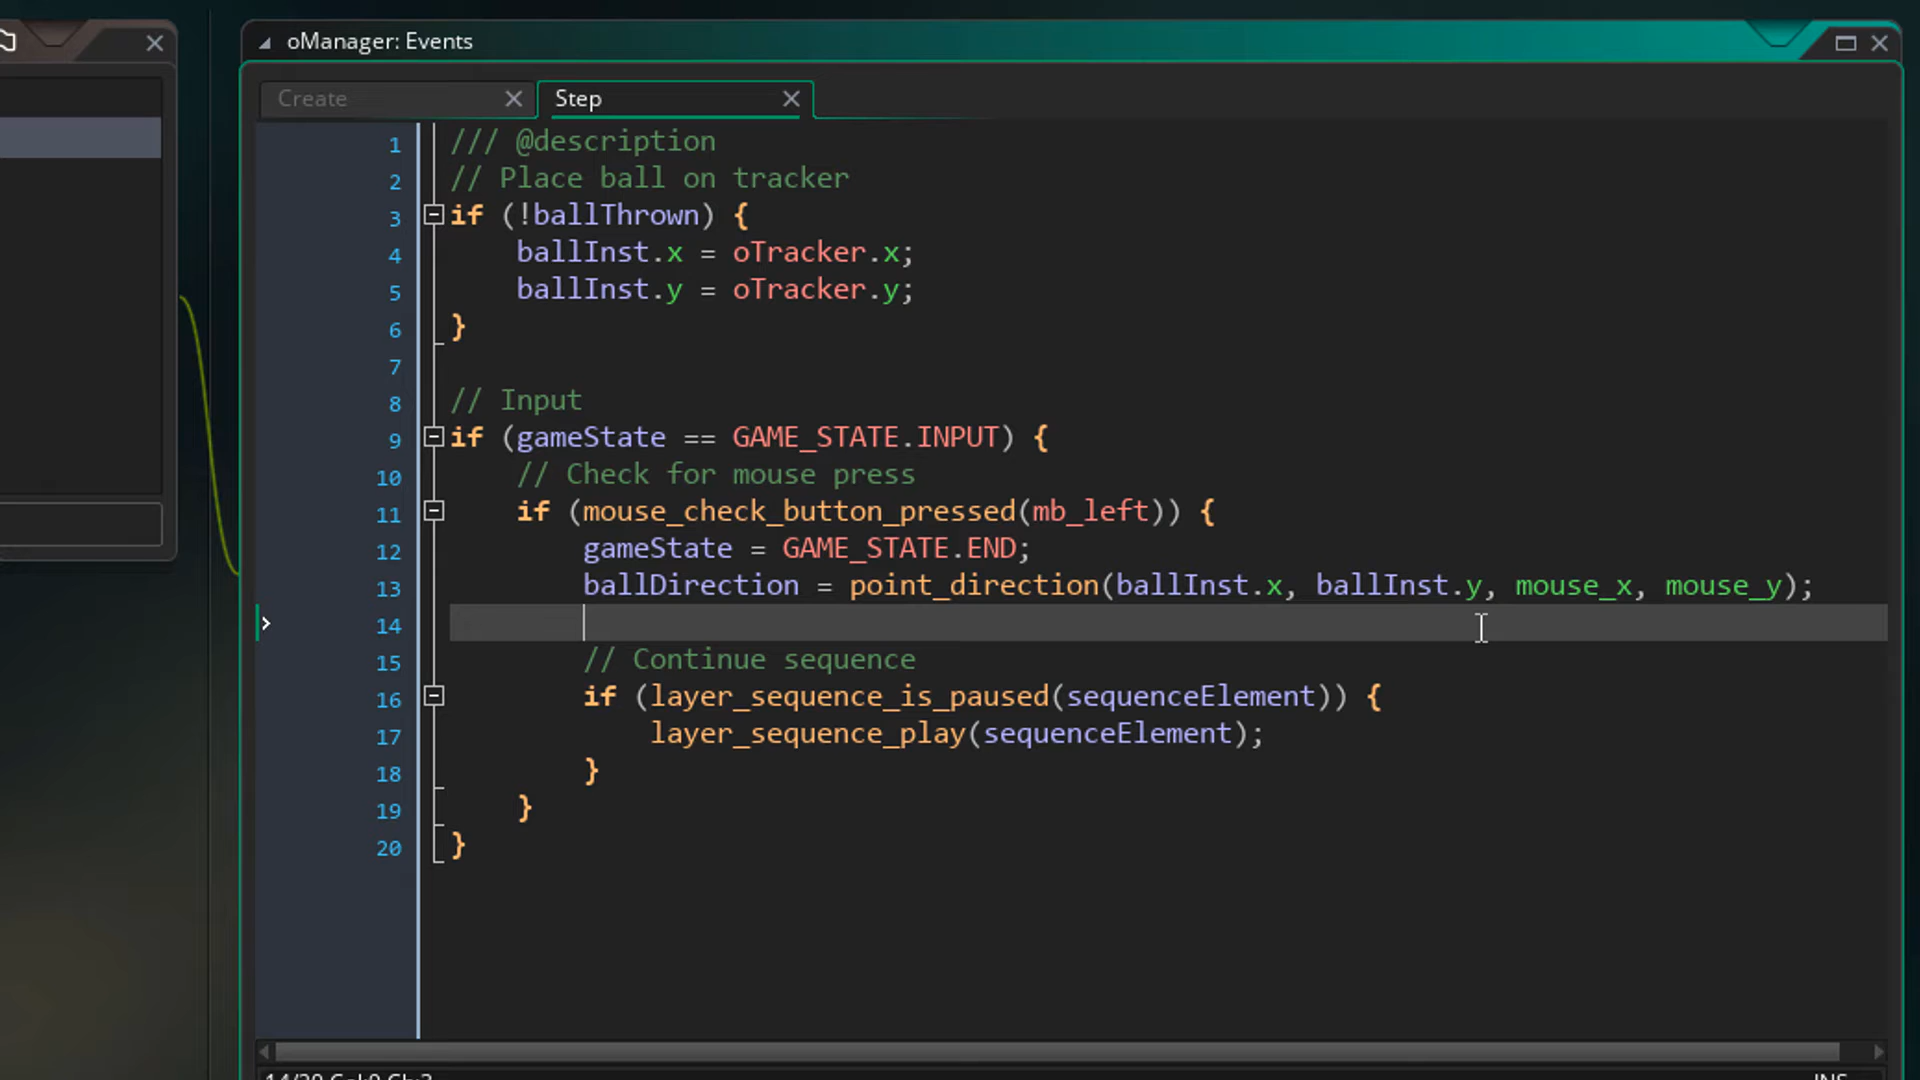 oManager: Events
Create
Step
1 /// @description
2 // Place ball on tracker
3 if (!ballThrown) {
4 ballInst.x = oTracker.x;
5 ballInst.y = oTracker.y;
6 }
7
8 // Input
9 if (gameState == GAME_STATE.INPUT) {
10 // Check for mouse press
11 if (mouse_check_button_pressed(mb_left)) {
12 gameState = GAME_STATE.END;
13 ballDirection = point_direction(ballInst.x, ballInst.y, mouse_x, mouse_y);
14
15 // Continue sequence
16 if (layer_sequence_is_paused(sequenceElement)) {
17 layer_sequence_play(sequenceElement);
18 }
19 }
20 }